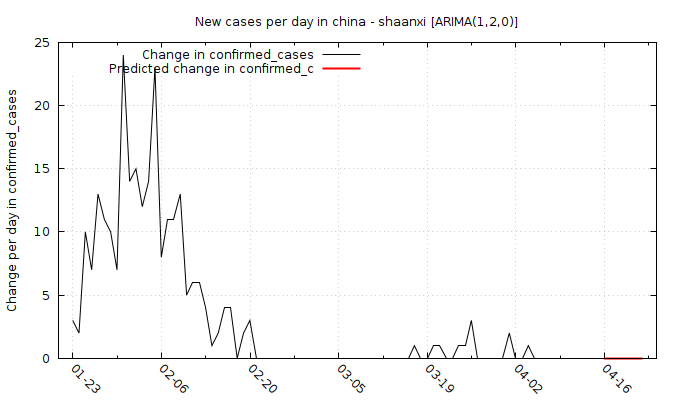 New cases per day in china - shaanxi [ARIMA(1,2,0)]
Change in confirmed_cases
Predicted change in confirmed_c
Change per day in confirmed_cases
25
20
15
10
5
0
01-23 02-06 02-20 03-05 03-19 04-02 04-16